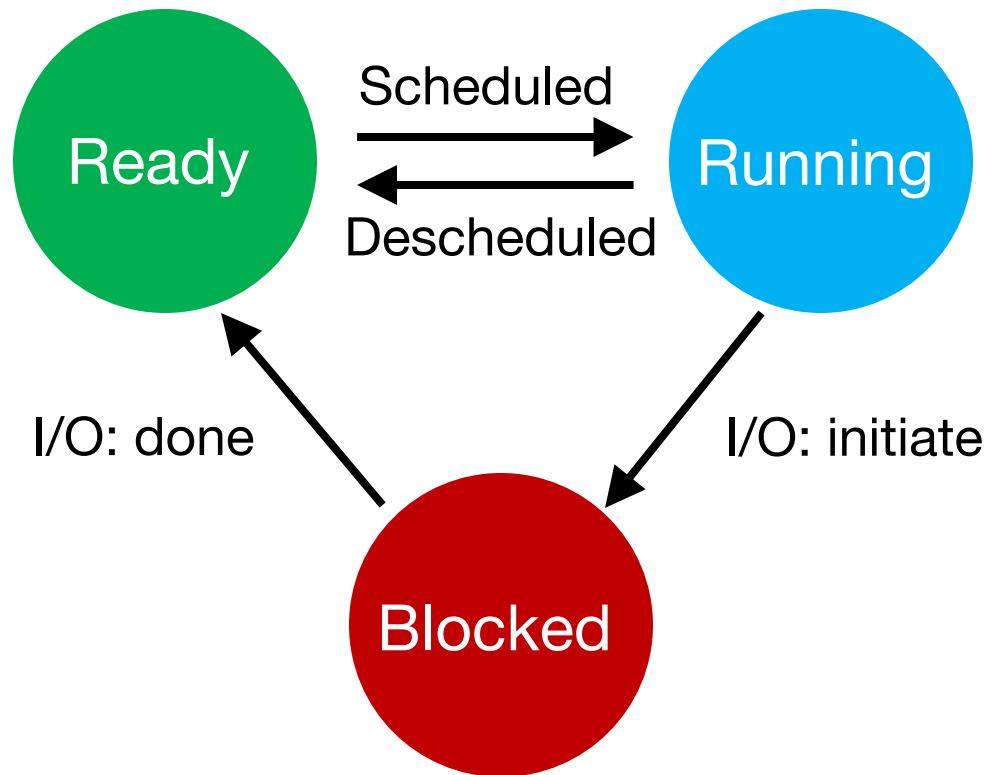 Scheduled
Ready
Running
Descheduled
I/O: done
I/O: initiate
Blocked